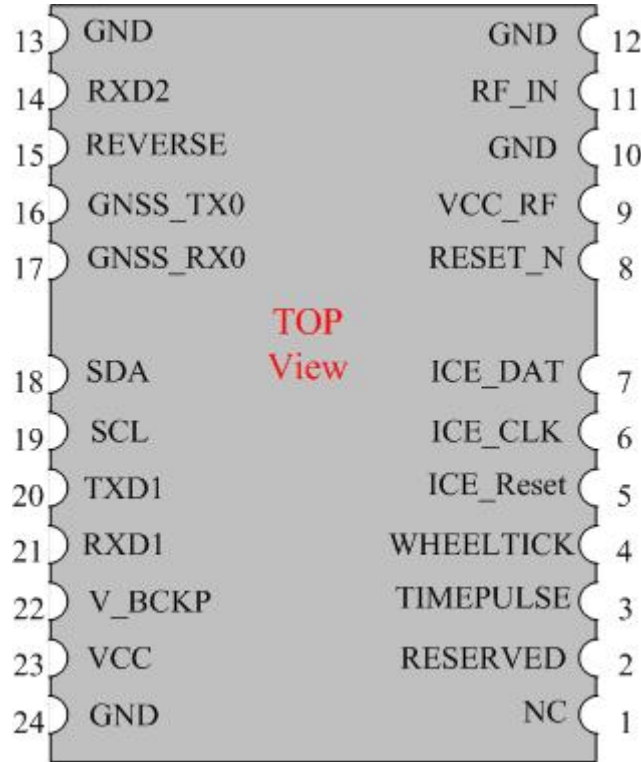 13 GND GND 12
14 RXD2 RF_IN 11
15 REVERSE GND 10
16 GNSS_TX0 VCC_RF 9
17 GNSS_RX0 RESET_N 8
TOP
View
18 SDA ICE_DAT 7
19 SCL ICE_CLK 6
20 TXD1 ICE_Reset 5
21 RXD1 WHEELTICK 4
22 V_BCKP TIMEPULSE 3
23 VCC RESERVED 2
24 GND NC 1